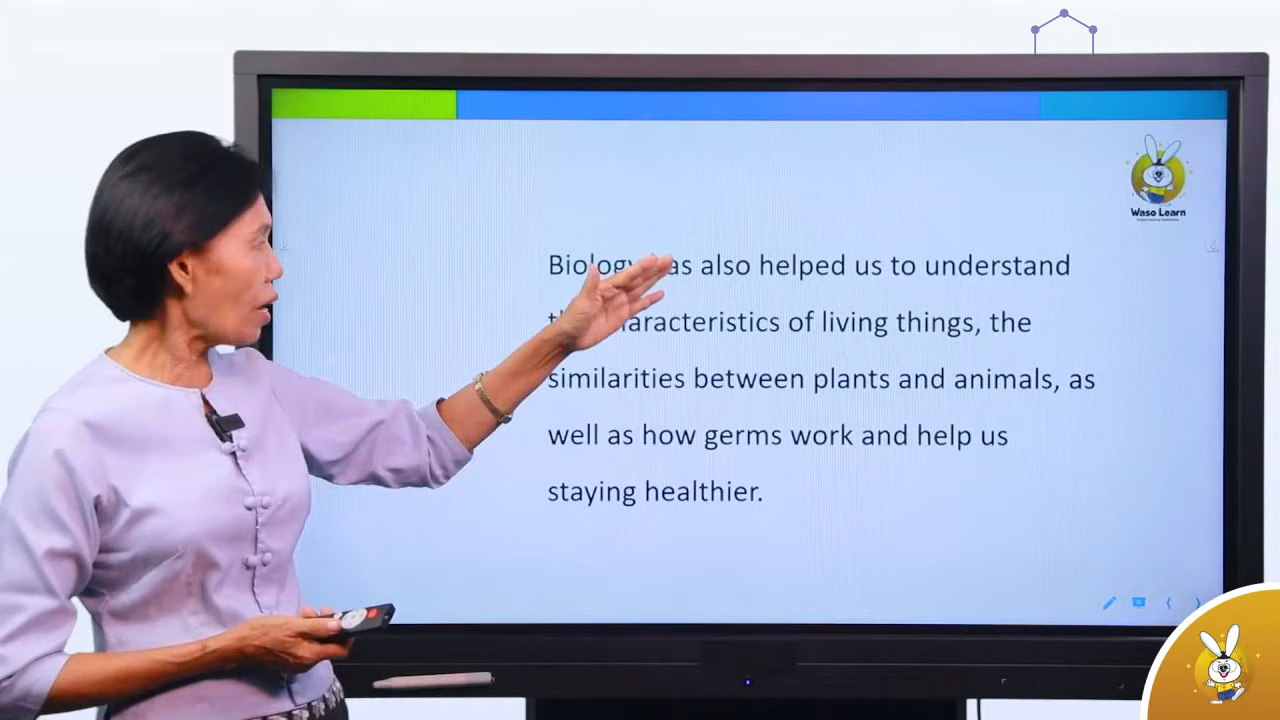 Waso Learn
as also helped us to understand
of living things, the
similarities between plants and animals, as
well as how germs work and help us
staying healthier.